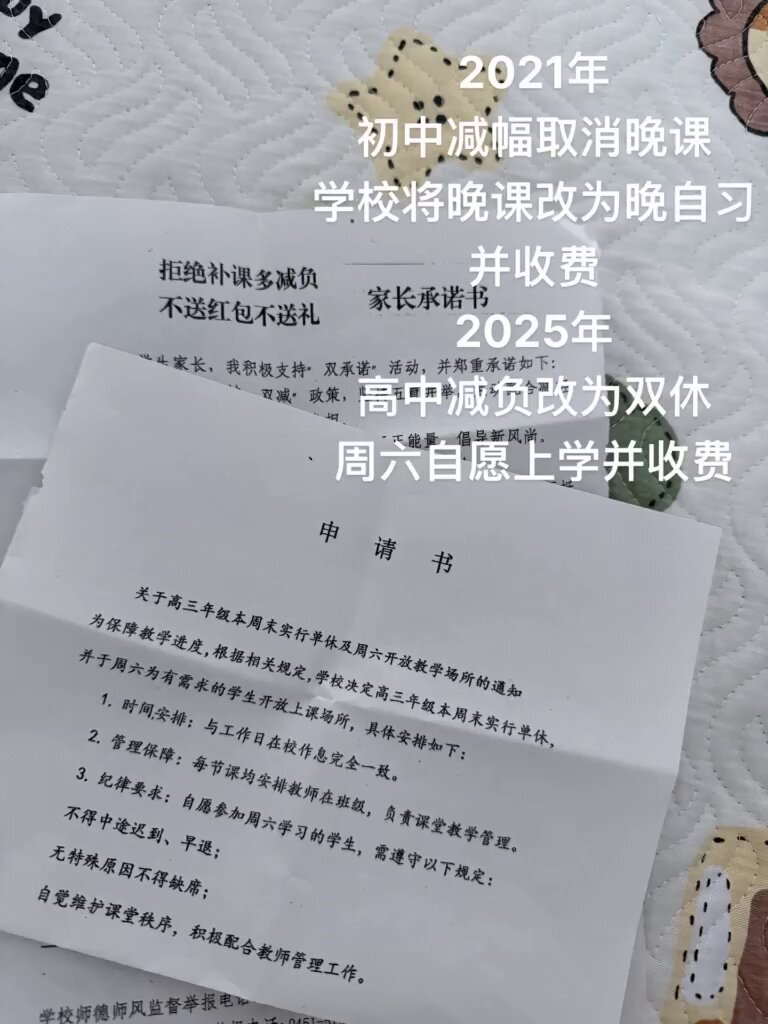 2021年
初中减幅取消晚课
学校将晚课改为晚自习
并收费
2025年
高中减负改为双休
周六自愿上学并收费
拒绝补课多减负
不送红包不送礼
家长承诺书
学生家长，我积极支持“双承诺”活动，并郑重承诺如下：
双减”政策，
正能量，倡导新风尚。
申请书
关于高三年级本周末实行单休及周六开放教学场所的通知
为保障教学进度，根据相关规定，学校决定高三年级本周末实行单休，
并于周六为有需求的学生开放上课场所，具体安排如下：
1. 时间安排：与工作日在校作息完全一致。
2. 管理保障：每节课均安排教师在班级，负责课堂教学管理。
3. 纪律要求：自愿参加周六学习的学生，需遵守以下规定：
不得中途迟到、早退；
无特殊原因不得缺席；
自觉维护课堂秩序，积极配合教师管理工作。
学校师德师风监督举报电话
0451-